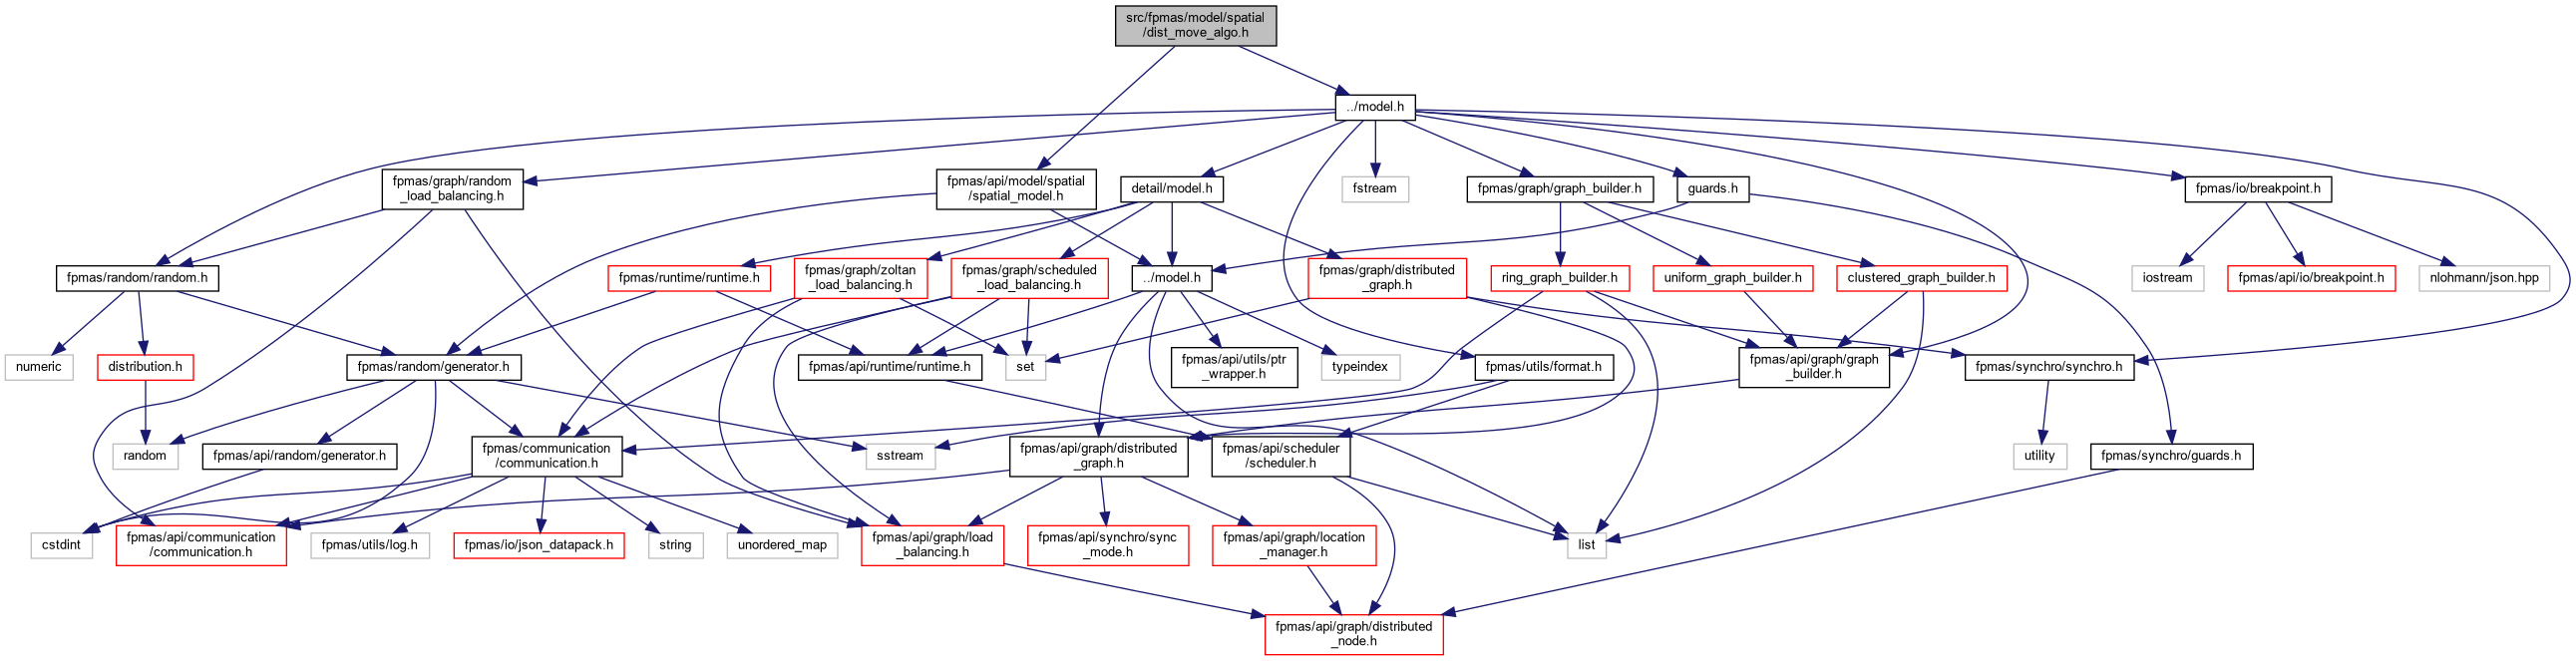 src/fpmas/model/spatial
/dist_move_algo.h
../model.h
fpmas/graph/random
_load_balancing.h
fpmas/api/model/spatial
/spatial_model.h
detail/model.h
fstream
fpmas/graph/graph_builder.h
guards.h
fpmas/io/breakpoint.h
fpmas/random/random.h
fpmas/runtime/runtime.h
fpmas/graph/zoltan
_load_balancing.h
fpmas/graph/scheduled
_load_balancing.h
../model.h
fpmas/graph/distributed
_graph.h
ring_graph_builder.h
uniform_graph_builder.h
clustered_graph_builder.h
iostream
fpmas/api/io/breakpoint.h
nlohmann/json.hpp
numeric
distribution.h
fpmas/random/generator.h
fpmas/api/runtime/runtime.h
set
fpmas/api/utils/ptr
_wrapper.h
typeindex
fpmas/utils/format.h
fpmas/api/graph/graph
_builder.h
fpmas/synchro/synchro.h
random
fpmas/api/random/generator.h
fpmas/communication
/communication.h
sstream
fpmas/api/graph/distributed
_graph.h
fpmas/api/scheduler
/scheduler.h
utility
fpmas/synchro/guards.h
cstdint
fpmas/api/communication
/communication.h
fpmas/utils/log.h
fpmas/io/json_datapack.h
string
unordered_map
fpmas/api/graph/load
_balancing.h
fpmas/api/synchro/sync
_mode.h
fpmas/api/graph/location
_manager.h
list
fpmas/api/graph/distributed
_node.h